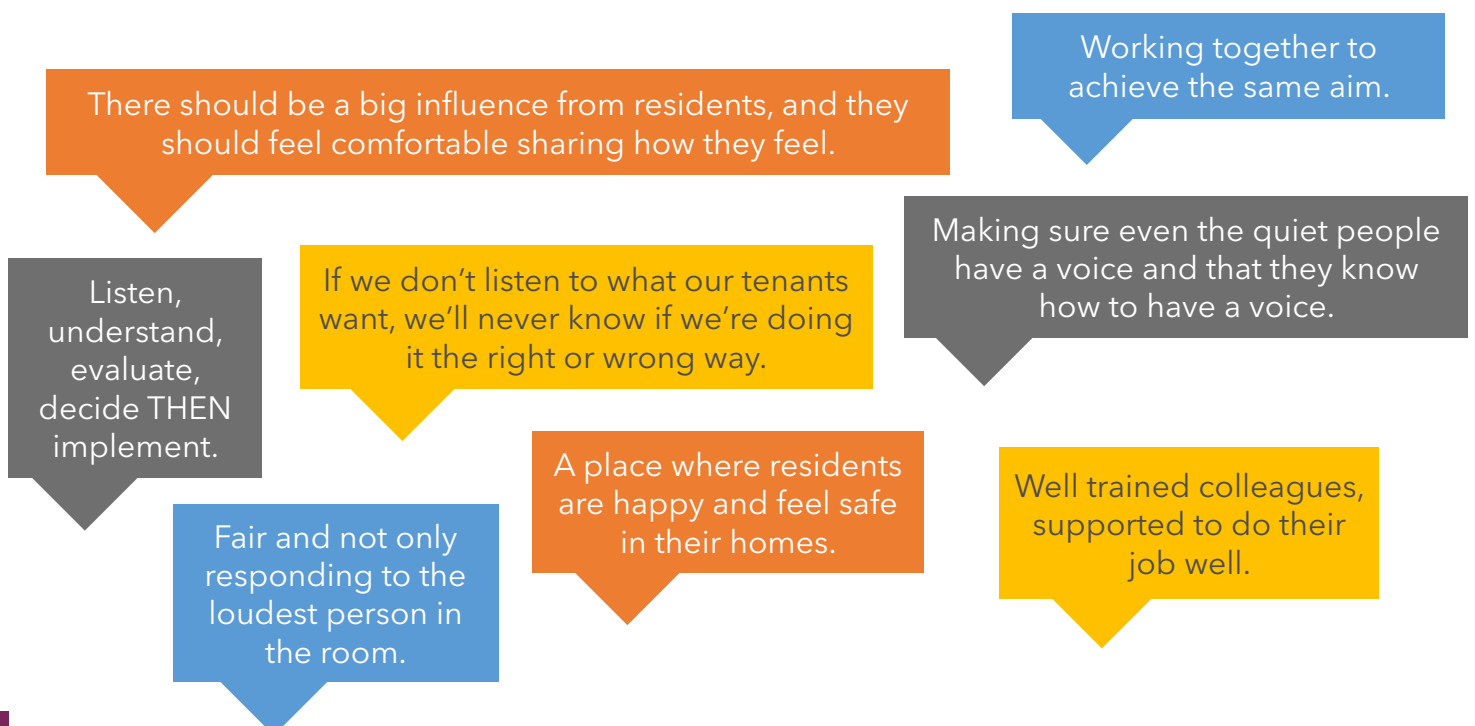 Working together to
achieve the same aim.
There should be a big influence from residents, and they
should feel comfortable sharing how they feel.
Making sure even the quiet people
have a voice and that they know
how to have a voice.
Listen,
understand,
evaluate,
decide THEN
implement.
If we don’t listen to what our tenants
want, we’ll never know if we’re doing
it the right or wrong way.
A place where residents
are happy and feel safe
in their homes.
Well trained colleagues,
supported to do their
job well.
Fair and not only
responding to the
loudest person in
the room.